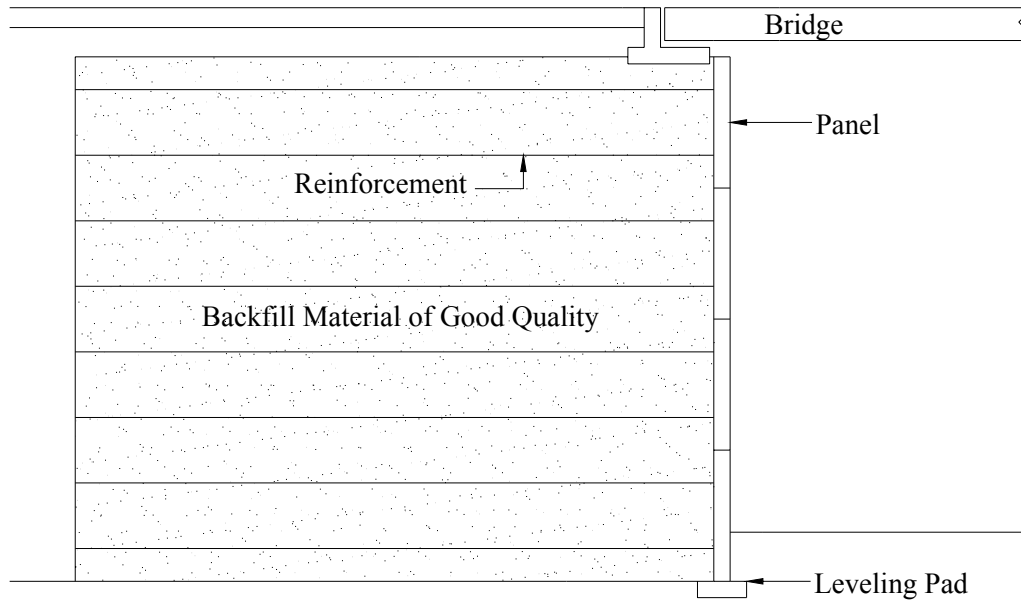 Bridge
Panel
Reinforcement
Backfill Material of Good Quality
Leveling Pad